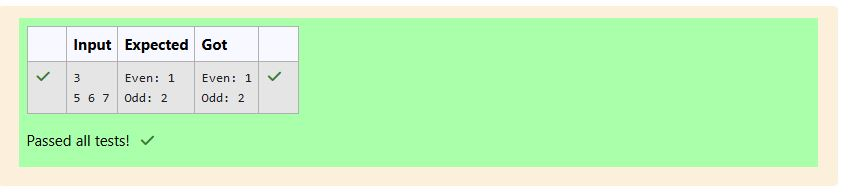 Input Expected Got
3 Even: 1 Even: 1
5 6 7 Odd: 2 Odd: 2
Passed all tests!